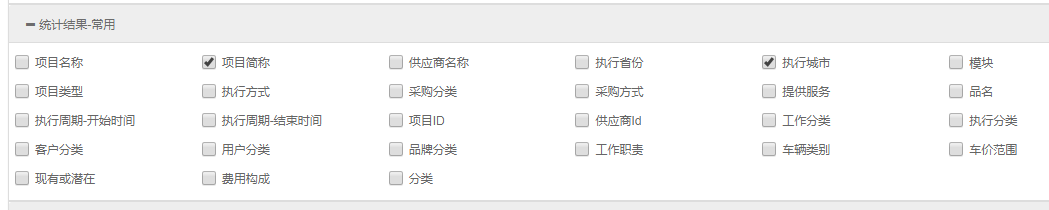 统计结果-常用
项目名称 项目简称 供应商名称 执行省份 执行城市 模块
项目类型 执行方式 采购分类 采购方式 提供服务 品名
执行周期-开始时间 执行周期-结束时间 项目ID 供应商Id 工作分类 执行分类
客户分类 用户分类 品牌分类 工作职责 车辆类别 车价范围
现有或潜在 费用构成 分类